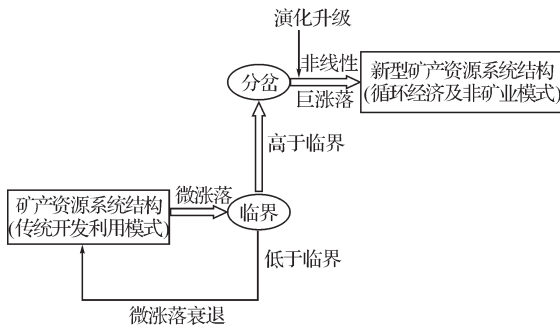 演化升级
非线性
分岔
巨涨落
新型矿产资源系统结构
(循环经济及非矿业模式)
高于临界
微涨落
临界
矿产资源系统结构
(传统开发利用模式)
低于临界
微涨落衰退